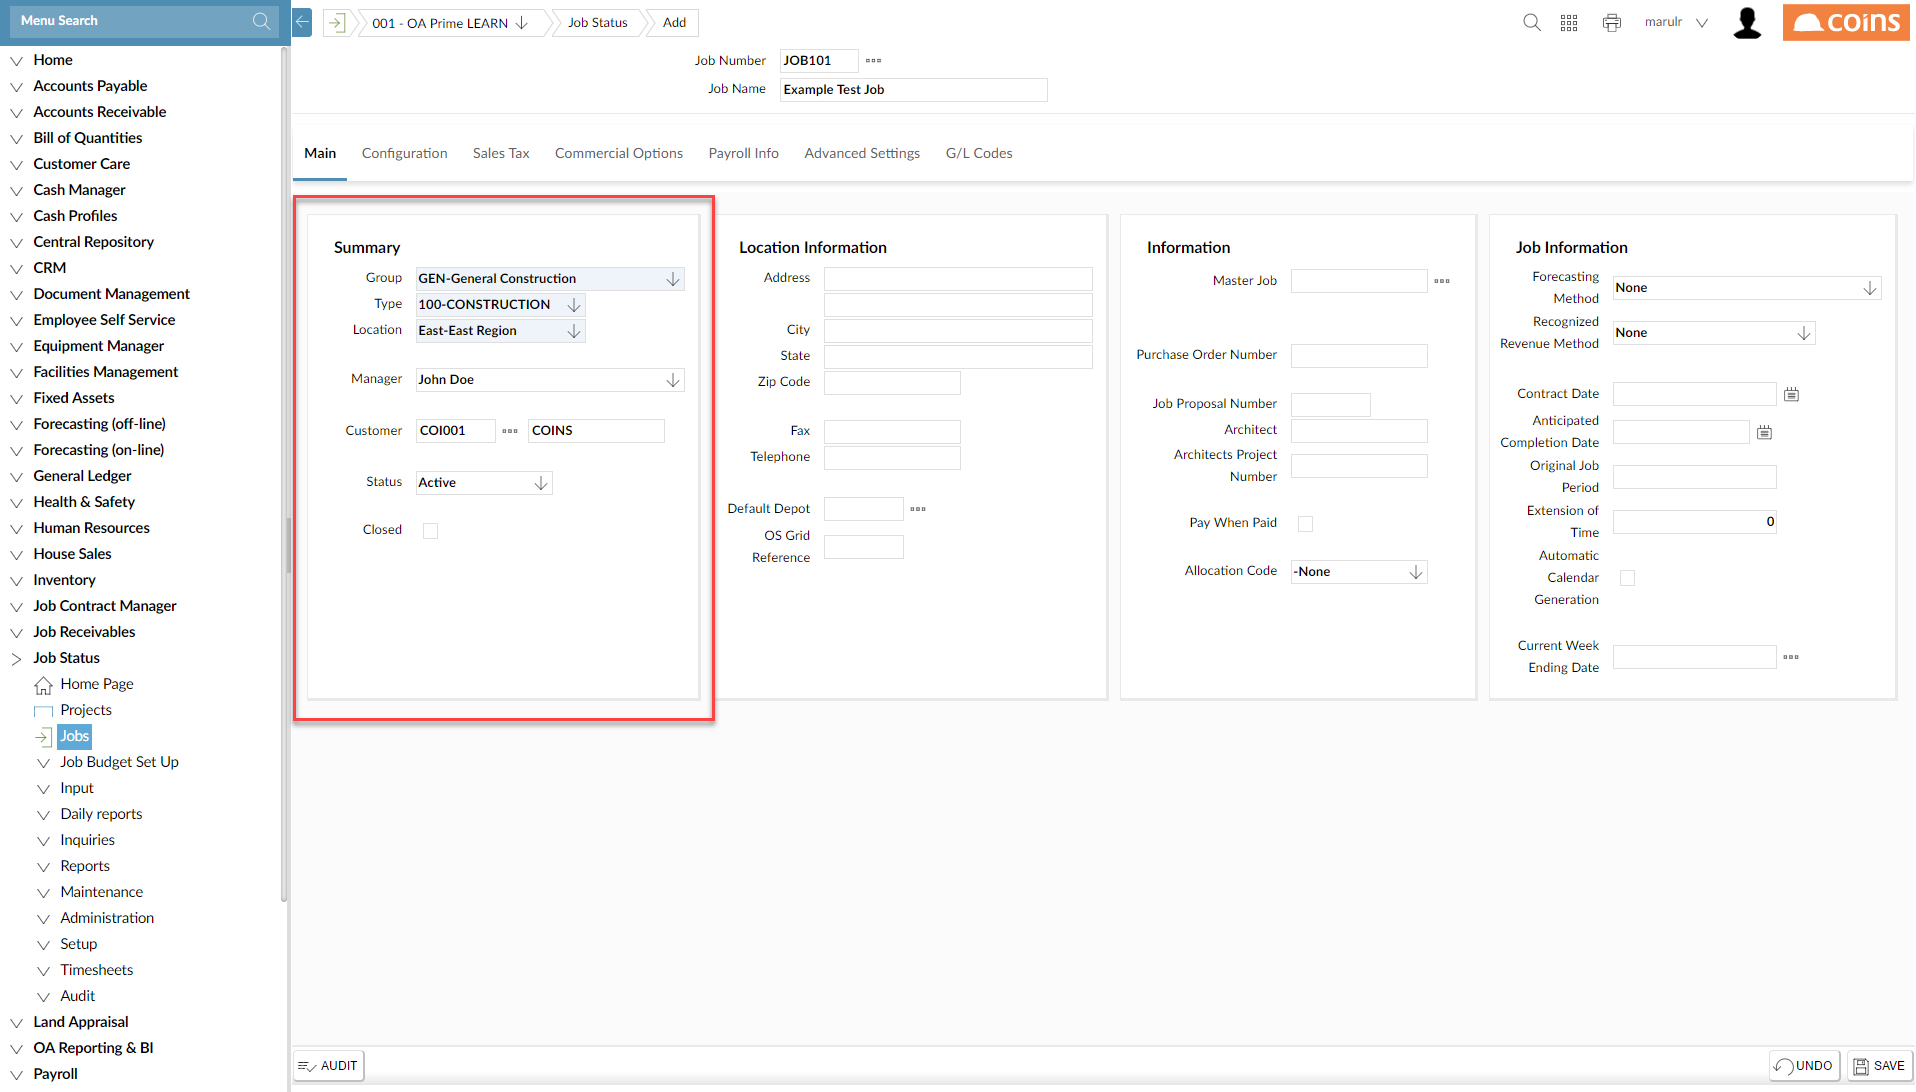 Menu Search
001 - OA Prime LEARN
Job Status
Add
marulr
coins
Home
Accounts Payable
Accounts Receivable
Bill of Quantities
Customer Care
Cash Manager
Cash Profiles
Central Repository
CRM
Document Management
Employee Self Service
Equipment Manager
Facilities Management
Fixed Assets
Forecasting (off-line)
Forecasting (on-line)
General Ledger
Health & Safety
Human Resources
House Sales
Inventory
Job Contract Manager
Job Receivables
Job Status
Home Page
Projects
Jobs
Job Budget Set Up
Input
Daily reports
Inquiries
Reports
Maintenance
Administration
Setup
Timesheets
Audit
Land Appraisal
OA Reporting & BI
Payroll
Job Number JOB101
Job Name Example Test Job
Main Configuration Sales Tax Commercial Options Payroll Info Advanced Settings G/L Codes
Summary
Group GEN-General Construction
Type 100-CONSTRUCTION
Location East-East Region
Manager John Doe
Customer COI001 COINS
Status Active
Closed
Location Information
Address
City
State
Zip Code
Fax
Telephone
Default Depot
OS Grid
Reference
Information
Master Job
Purchase Order Number
Job Proposal Number
Architect
Architects Project
Number
Pay When Paid
Allocation Code -None
Job Information
Forecasting
Method None
Recognized
Revenue Method None
Contract Date
Anticipated
Completion Date
Original Job
Period
Extension of
Time 0
Automatic
Calendar
Generation
Current Week
Ending Date
AUDIT
UNDO
SAVE